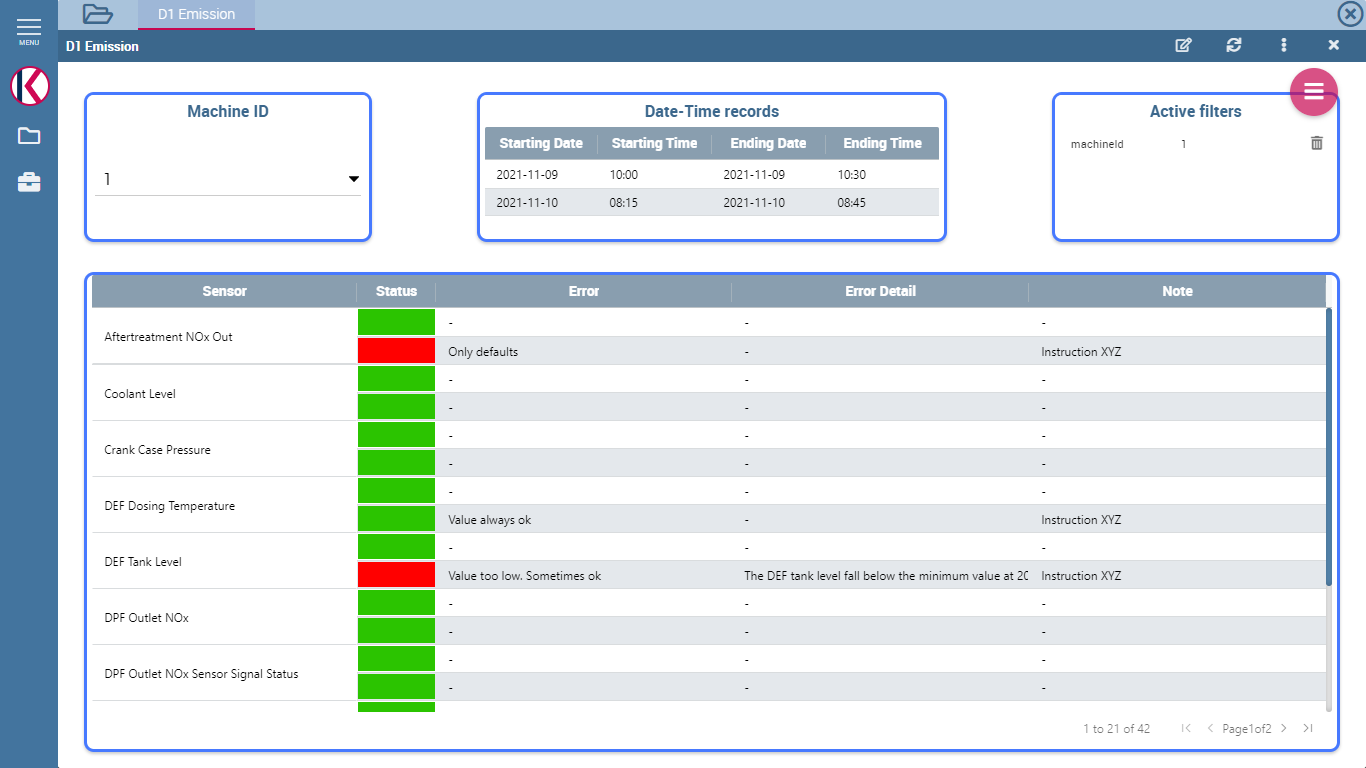 D1 Emission
MENU
D1 Emission
Machine ID
1
Date-Time records
Starting Date Starting Time Ending Date Ending Time
2021-11-09 10:00 2021-11-09 10:30
2021-11-10 08:15 2021-11-10 08:45
Active filters
machineId 1
Sensor Status Error Error Detail Note
Aftertreatment NOx Out - - -
Only defaults - Instruction XYZ
Coolant Level - - -
- - -
Crank Case Pressure - - -
- - -
DEF Dosing Temperature - - -
Value always ok - Instruction XYZ
DEF Tank Level - - -
Value too low. Sometimes ok The DEF tank level fall below the minimum value at 20 Instruction XYZ
DPF Outlet NOx - - -
- - -
DPF Outlet NOx Sensor Signal Status - - -
- - -
1 to 21 of 42 Page1of2